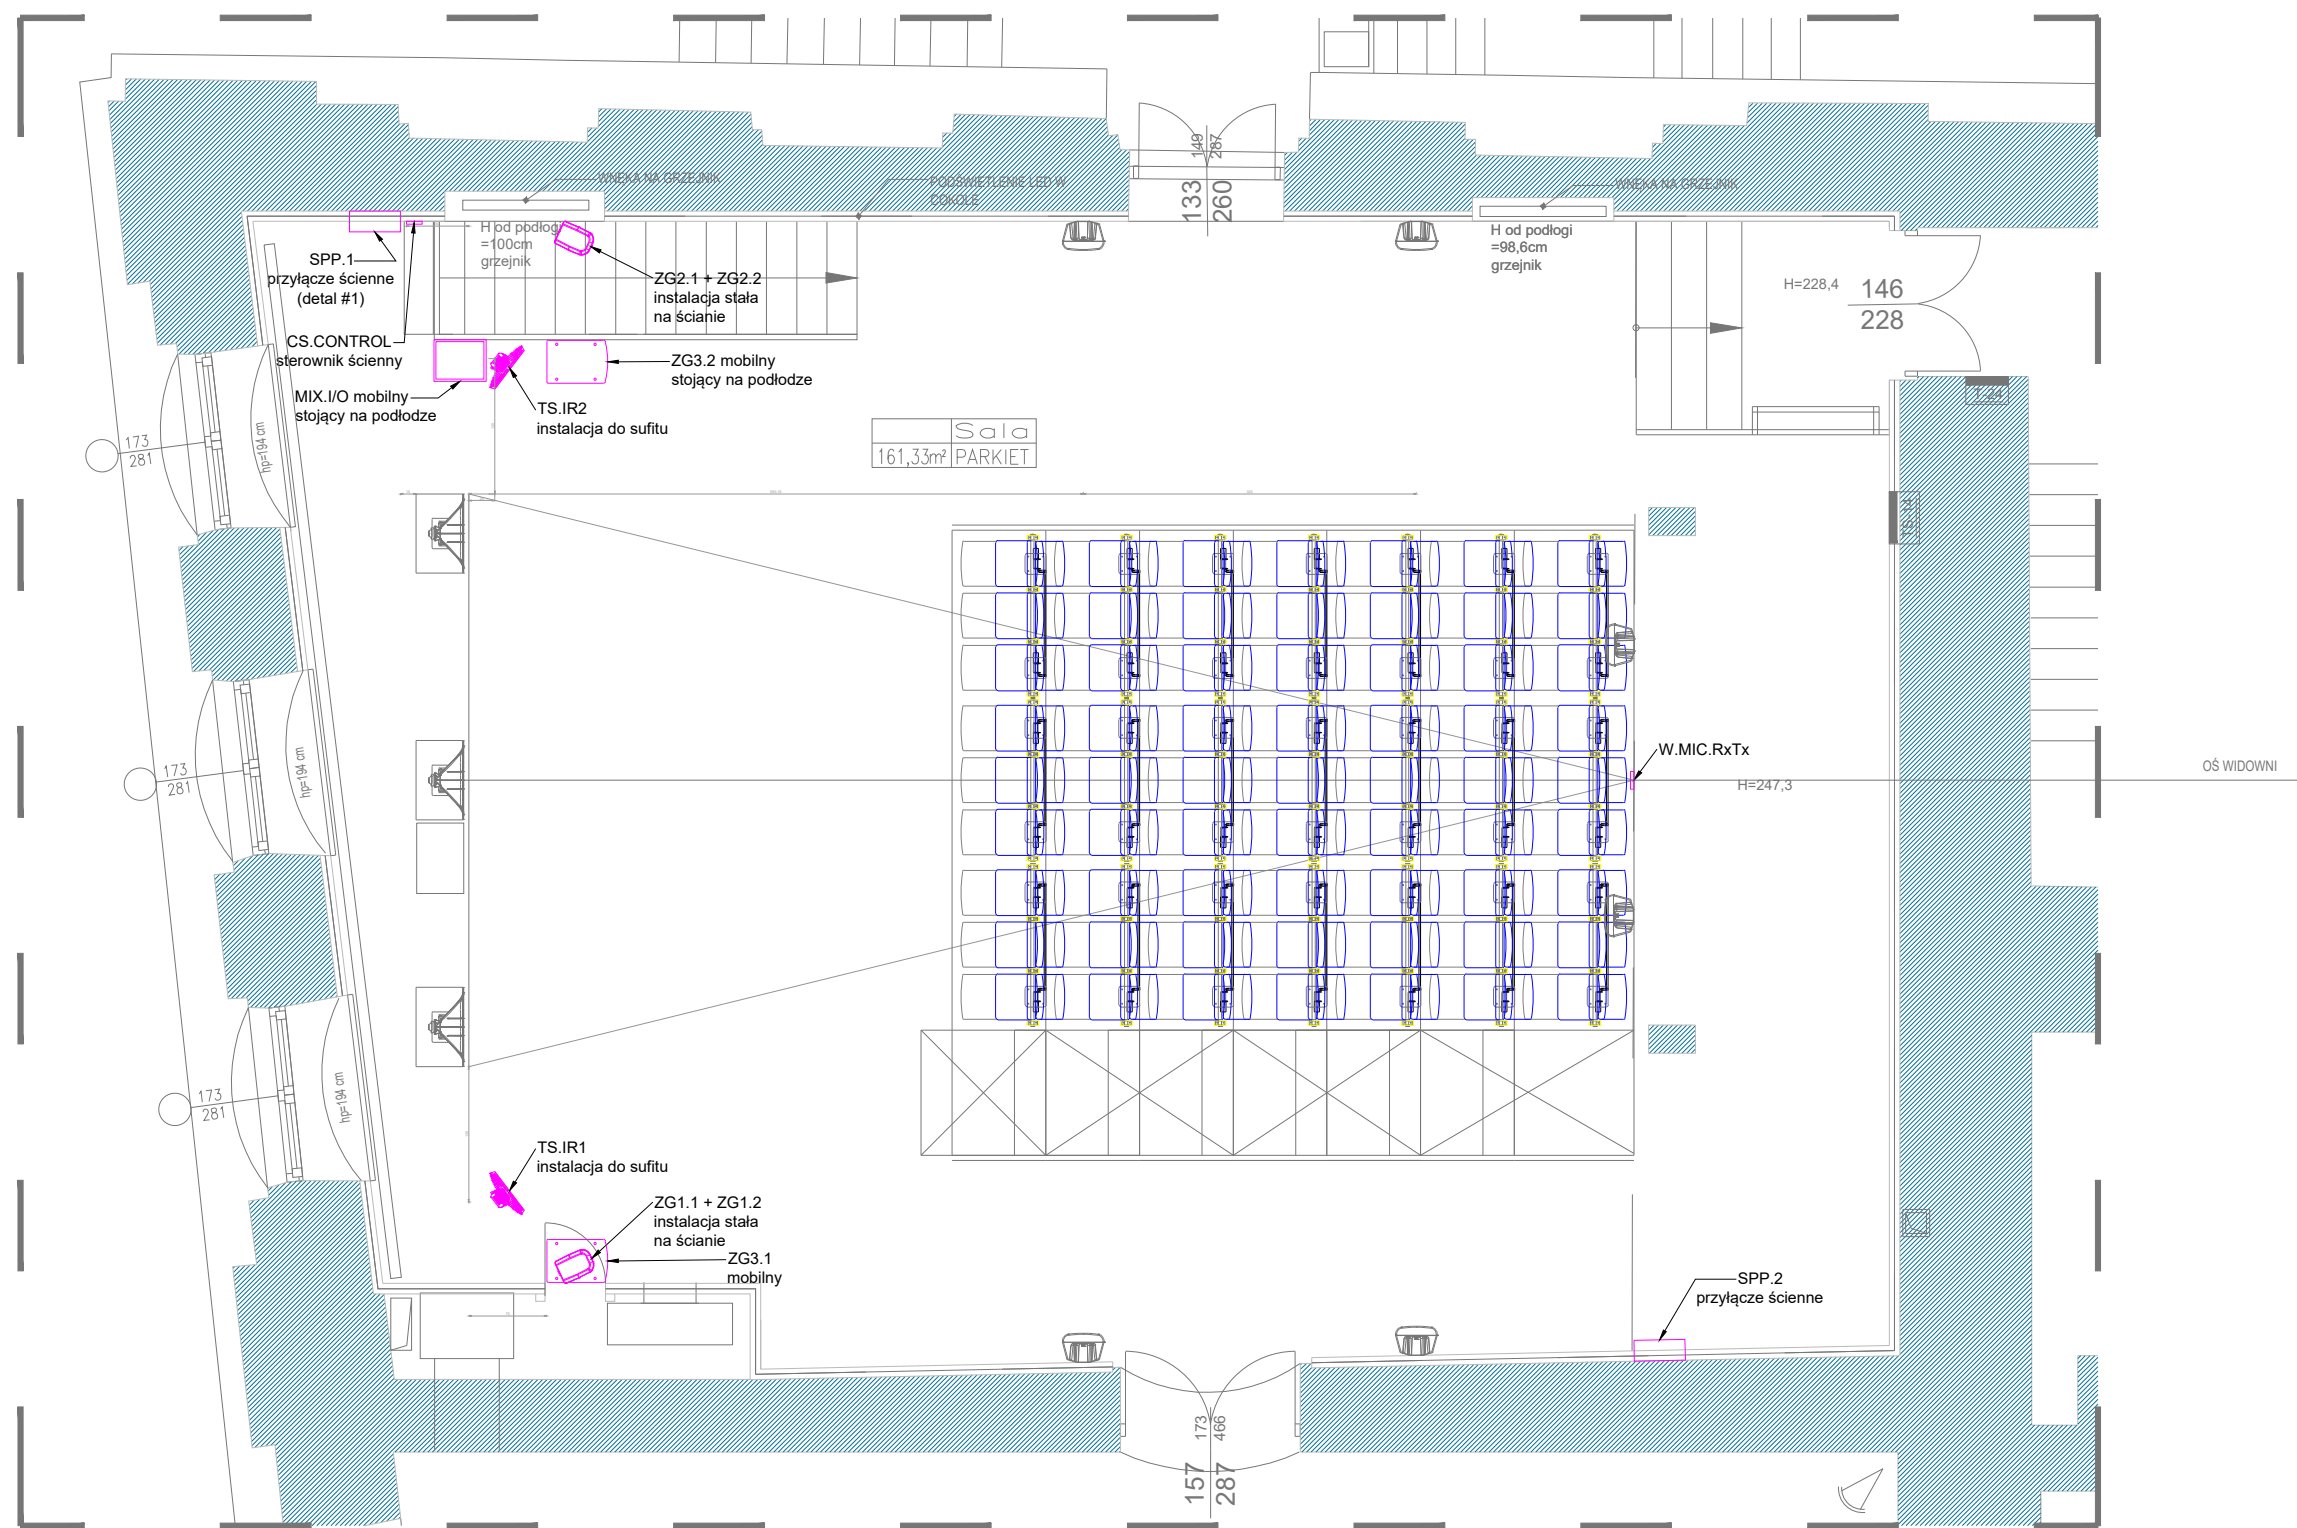 149
287
133
260
WNĘKA NA GRZEJNIK
PODŚWIETLENIE LED W
COKOLE
WNĘKA NA GRZEJNIK
H od podłogi
=100cm
grzejnik
H od podłogi
=98,6cm
grzejnik
SPP.1
przyłącze ścienne
(detal #1)
ZG2.1 + ZG2.2
instalacja stała
na ścianie
H=228,4
146
228
CS.CONTROL
sterownik ścienny
ZG3.2 mobilny
stojący na podłodze
MIX.I/O mobilny
stojący na podłodze
TS.IR2
instalacja do sufitu
T-24
Sala
161,33m² PARKIET
173
281
hp=194 cm
TS-14
W.MIC.RxTx
H=247,3
OŚ WIDOWNI
173
281
hp=194 cm
173
281
hp=194 cm
TS.IR1
instalacja do sufitu
ZG1.1 + ZG1.2
instalacja stała
na ścianie
ZG3.1
mobilny
SPP.2
przyłącze ścienne
173
466
157
287